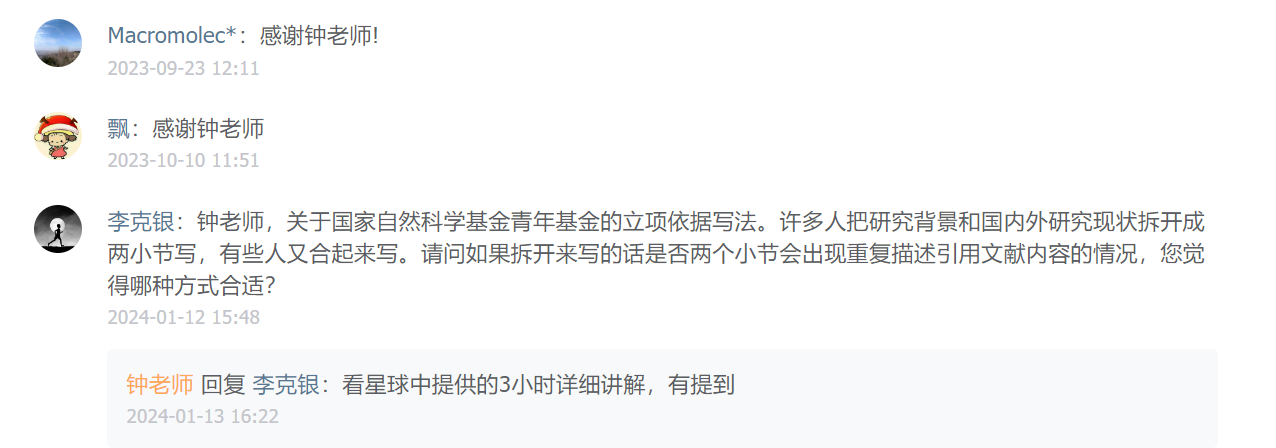 Macromolec*：感谢钟老师!
2023-09-23 12:11
飘：感谢钟老师
2023-10-10 11:51
李克银：钟老师，关于国家自然科学基金青年基金的立项依据写法。许多人把研究背景和国内外研究现状拆开成
两小节写，有些人又合起来写。请问如果拆开来写的话是否两个小节会出现重复描述引用文献内容的情况，您觉
得哪种方式合适？
2024-01-12 15:48
钟老师 回复 李克银：看星球中提供的3小时详细讲解，有提到
2024-01-13 16:22